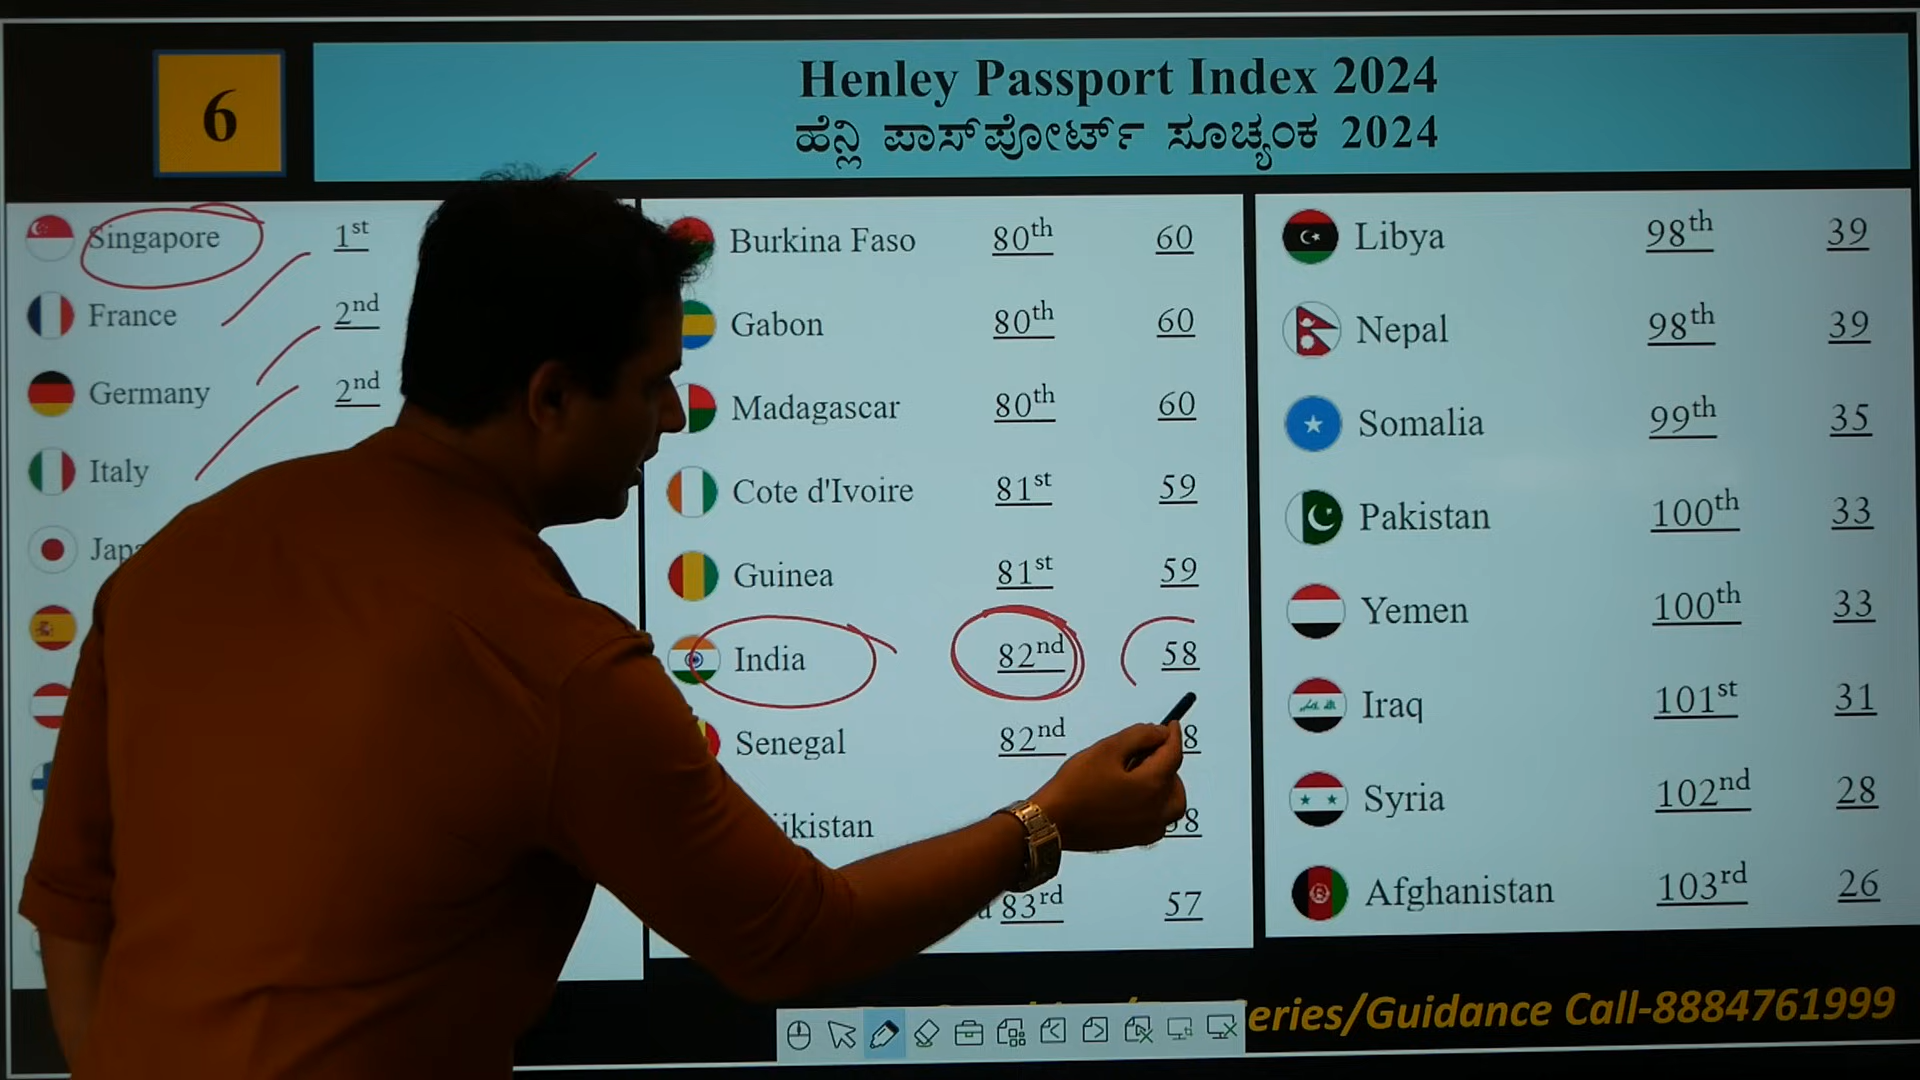 6
Henley Passport Index 2024
ಹೆನ್ಲಿ ಪಾಸ್‌ಪೋರ್ಟ್ ಸೂಚ್ಯಂಕ 2024
Singapore 1st
France 2nd
Germany 2nd
Italy
Burkina Faso 80th 60
Gabon 80th 60
Madagascar 80th 60
Cote d'Ivoire 81st 59
Guinea 81st 59
India 82nd 58
Senegal 82nd
83rd 57
Libya 98th 39
Nepal 98th 39
Somalia 99th 35
Pakistan 100th 33
Yemen 100th 33
Iraq 101st 31
Syria 102nd 28
Afghanistan 103rd 26
Guidance Call-8884761999